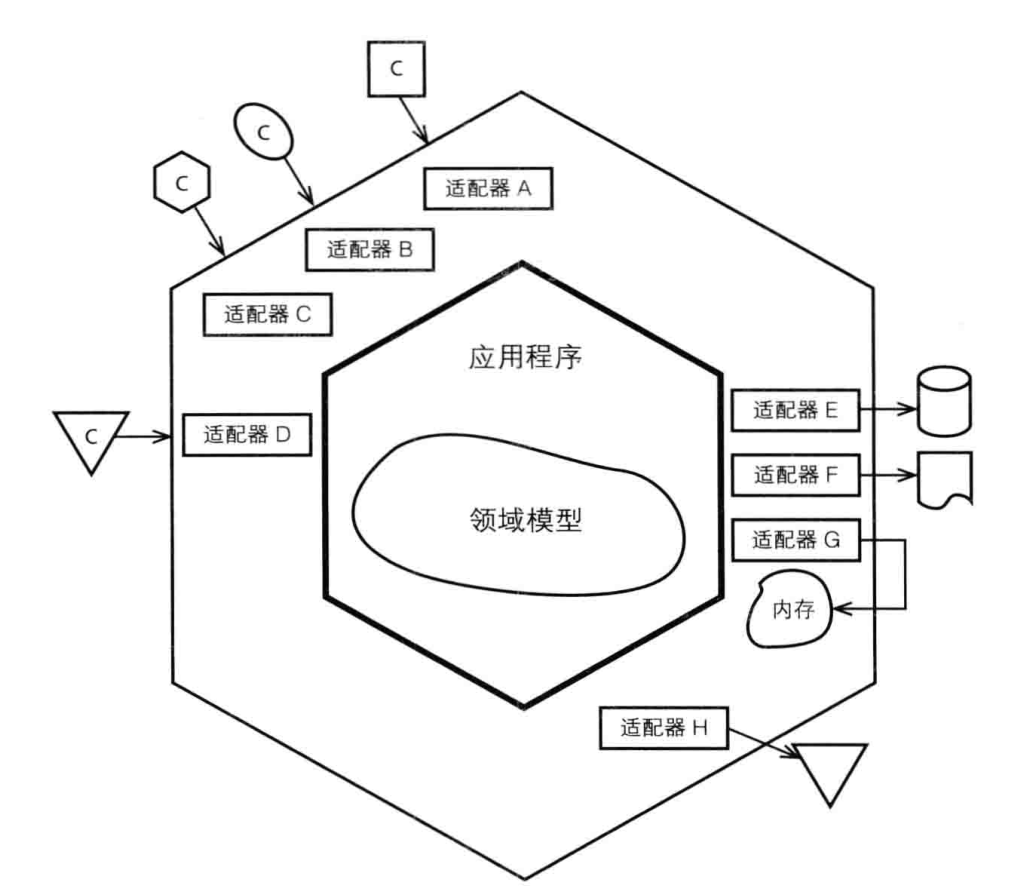 C
C
C
适配器 A
适配器 B
适配器 C
应用程序
适配器 E
C
适配器 D
适配器 F
领域模型
适配器 G
内存
适配器 H